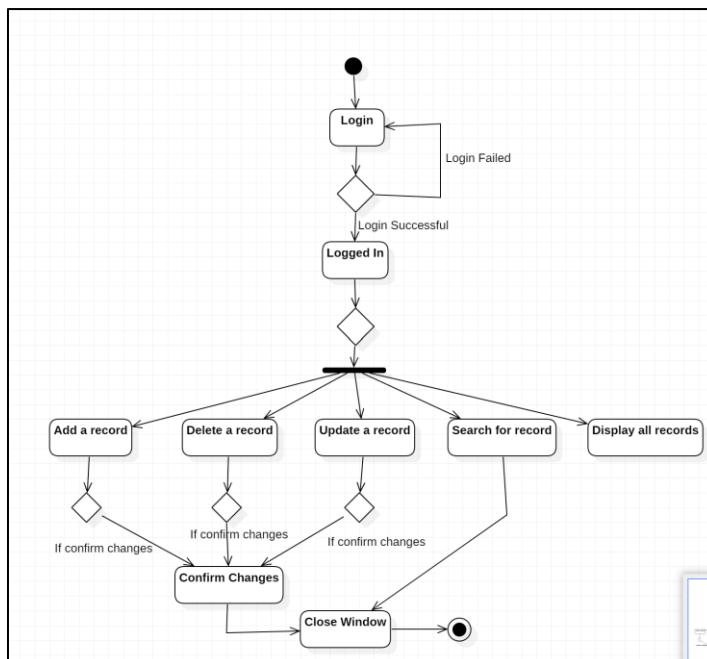 Login
Login Failed
Login Successful
Logged In
Add a record
Delete a record
Update a record
Search for record
Display all records
If confirm changes
If confirm changes
If confirm changes
Confirm Changes
Close Window